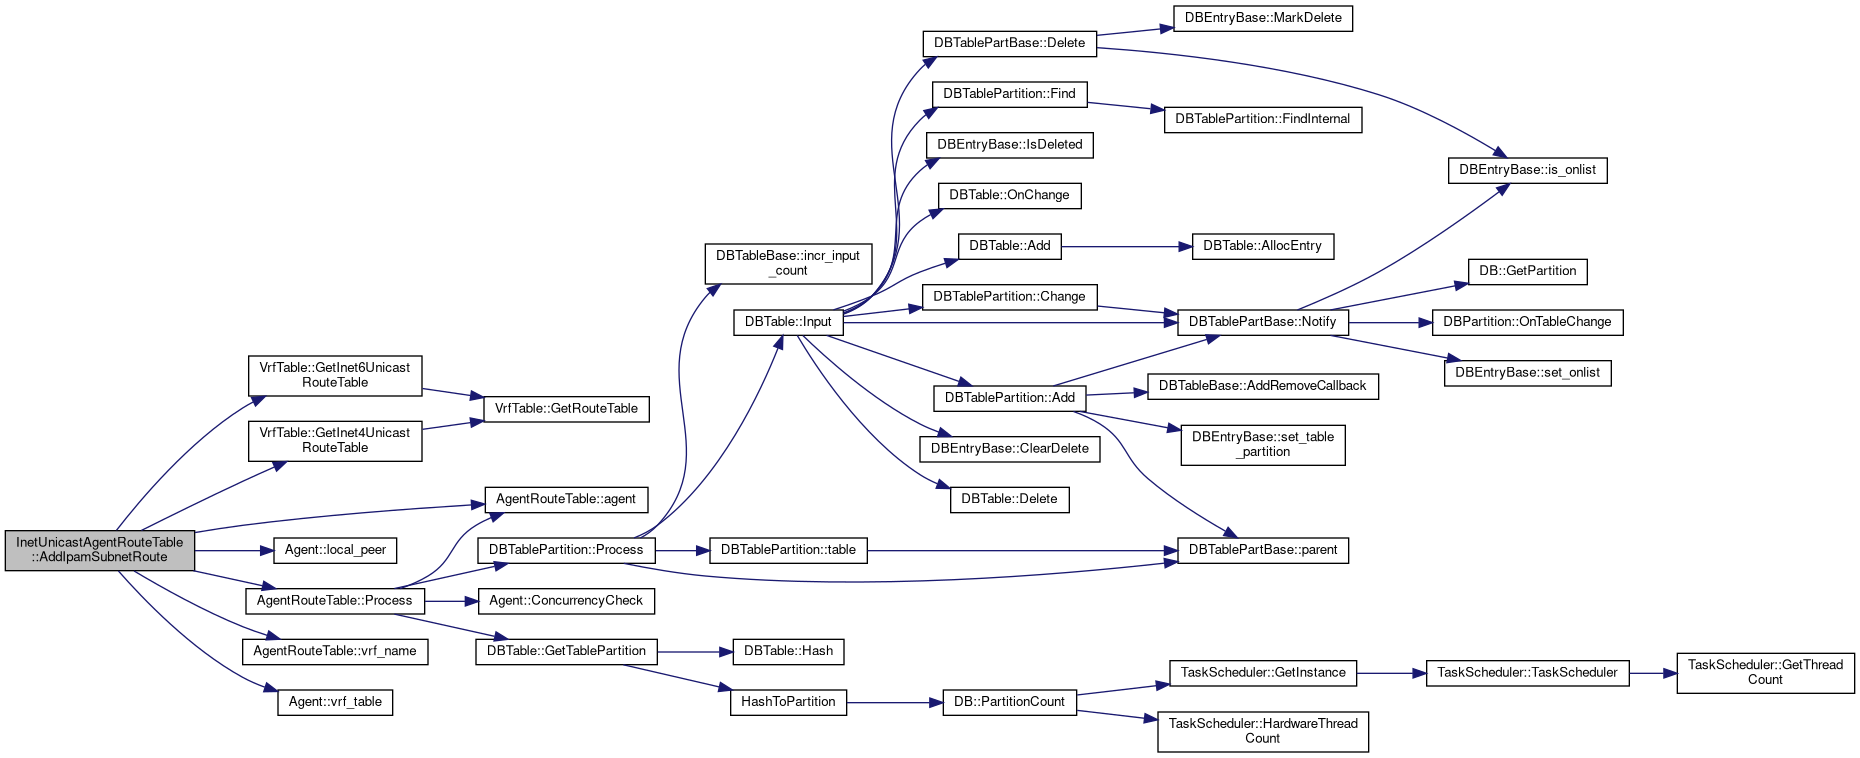 InetUnicastAgentRouteTable
::AddIpamSubnetRoute
VrfTable::GetInet6Unicast
RouteTable
VrfTable::GetInet4Unicast
RouteTable
VrfTable::GetRouteTable
AgentRouteTable::agent
Agent::local_peer
AgentRouteTable::Process
AgentRouteTable::vrf_name
Agent::vrf_table
DBTablePartition::Process
Agent::ConcurrencyCheck
DBTable::GetTablePartition
DBTableBase::incr_input
_count
DBTable::Input
DBTablePartition::table
DBTable::Hash
HashToPartition
DBTablePartBase::Delete
DBTablePartition::Find
DBEntryBase::IsDeleted
DBTable::OnChange
DBTable::Add
DBTablePartition::Change
DBTablePartition::Add
DBEntryBase::ClearDelete
DBTable::Delete
DB::PartitionCount
DBEntryBase::MarkDelete
DBTablePartition::FindInternal
DBTable::AllocEntry
DBTablePartBase::Notify
DBTableBase::AddRemoveCallback
DBEntryBase::set_table
_partition
DBTablePartBase::parent
TaskScheduler::GetInstance
TaskScheduler::HardwareThread
Count
DBEntryBase::is_onlist
DB::GetPartition
DBPartition::OnTableChange
DBEntryBase::set_onlist
TaskScheduler::TaskScheduler
TaskScheduler::GetThread
Count